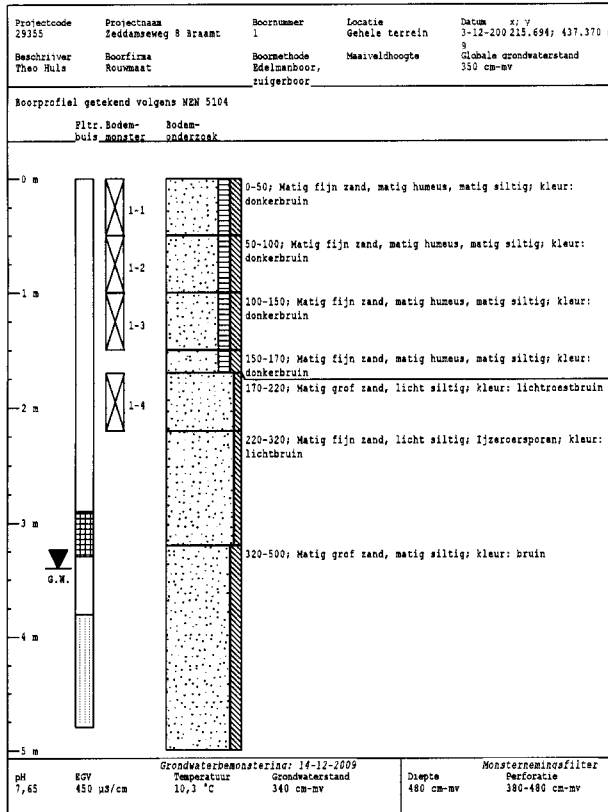 Projectcode Projectnaam Boornummer Locatie Datum x; y
29355 Zeddamseweg 8 Braamt 1 Gehele terrein 3-12-200 215.694; 437.370
9
Beschrijver Boorfirma Boormethode Maaiveldhoogte Globale grondwaterstand
Theo Huls Rouwmaat Edelmanboor, 350 cm-mv
zuigerboor
Boorprofiel getekend volgens NEN 5104
Fltr. Bodem- Bodem-
buis monster onderzoek
0 m
0-50; Matig fijn zand, matig humeus, matig siltig; kleur:
donkerbruin
1-1
50-100; Matig fijn zand, matig humeus, matig siltig; kleur:
donkerbruin
1-2
1 m
100-150; Matig fijn zand, matig humeus, matig siltig; kleur:
donkerbruin
1-3
150-170; Matig fijn zand, matig humeus, matig siltig; kleur:
donkerbruin
170-220; Matig grof zand, licht siltig; kleur: lichtroestbruin
1-4
2 m
220-320; Matig fijn zand, licht siltig; Ijzeroersporen; kleur:
lichtbruin
3 m
320-500; Matig grof zand, matig siltig; kleur: bruin
G.W.
4 m
5 m
Grondwaterbemonstering: 14-12-2009 Monsternemingsfilter
pH EGV Temperatuur Grondwaterstand Diepte Perforatie
7,65 450 µS/cm 10,3 °C 340 cm-mv 480 cm-mv 380-480 cm-mv